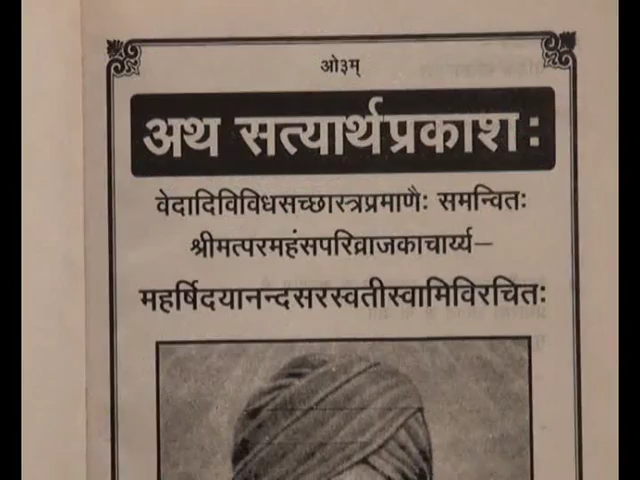 ओ३म्
अथ सत्यार्थप्रकाशः
वेदादिविविधसच्छास्त्रप्रमाणैः समन्वितः
श्रीमत्परमहंसपरिव्राजकाचार्य्य–
महर्षिदयानन्दसरस्वतीस्वामिविरचितः